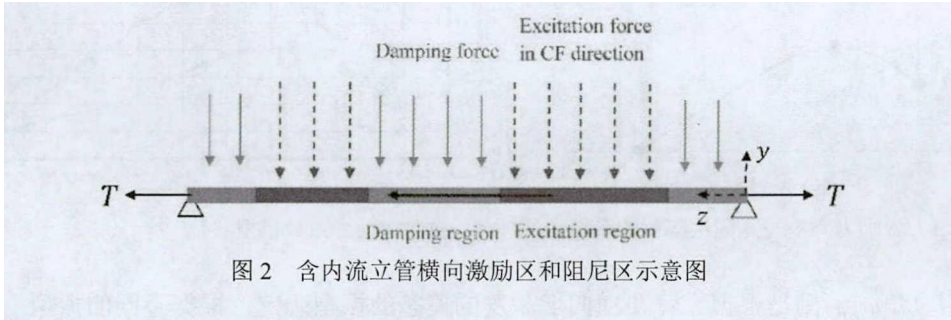 Damping force
Excitation force
in CF direction
y
T
T
z
Damping region
Excitation region
图 2 含内流立管横向激励区和阻尼区示意图